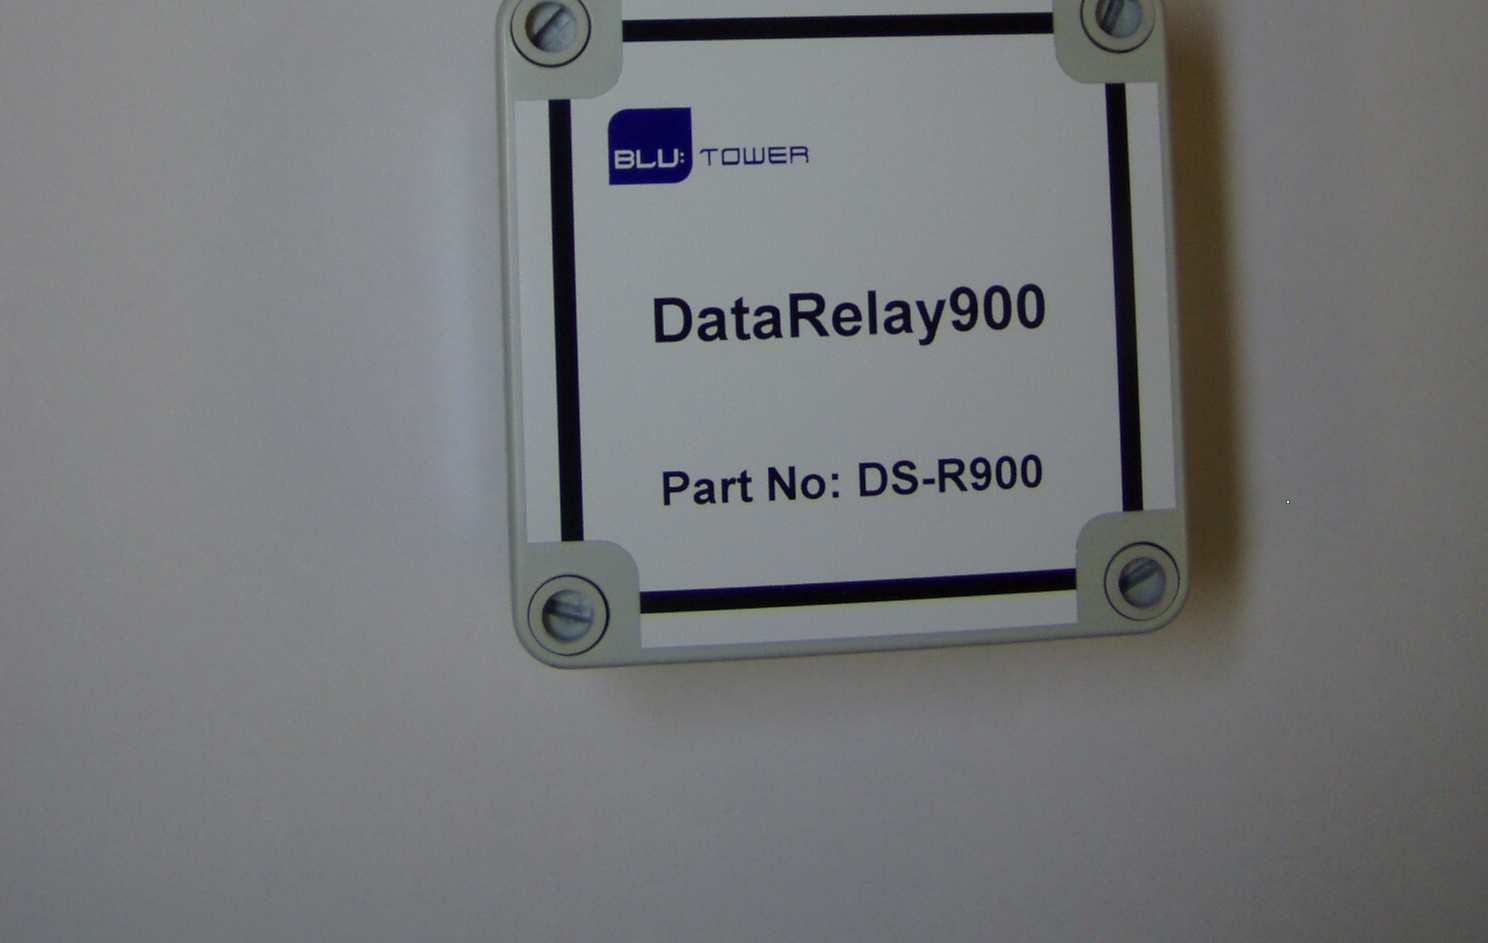 BLU: TOWER
DataRelay900
Part No: DS-R900